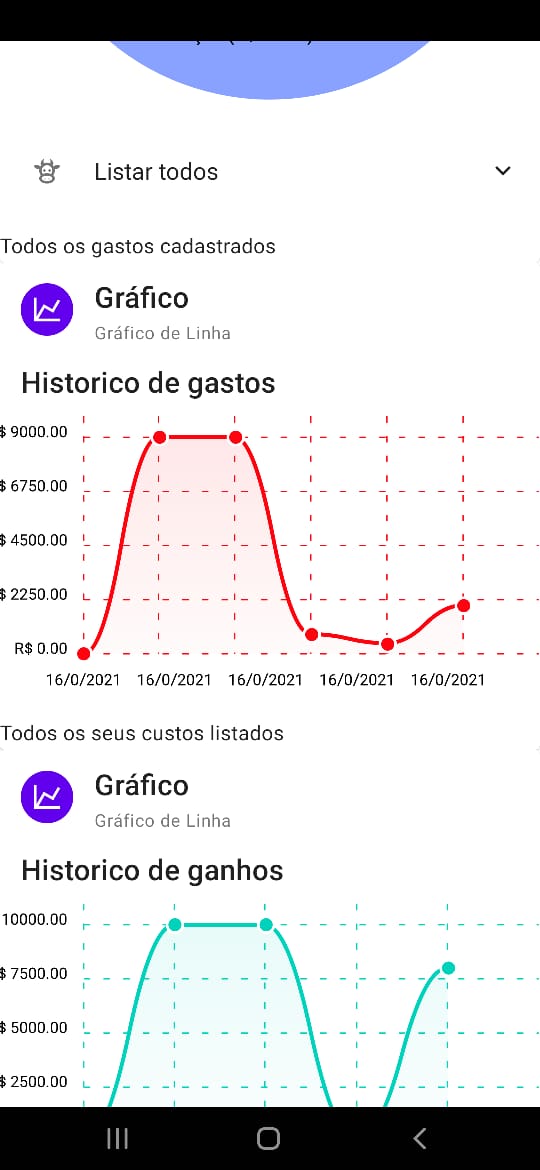 Listar todos
Todos os gastos cadastrados
Gráfico
Gráfico de Linha
Historico de gastos
$ 9000.00
$ 6750.00
$ 4500.00
$ 2250.00
R$ 0.00
16/0/2021 16/0/2021 16/0/2021 16/0/2021 16/0/2021
Todos os seus custos listados
Gráfico
Gráfico de Linha
Historico de ganhos
10000.00
$ 7500.00
$ 5000.00
$ 2500.00